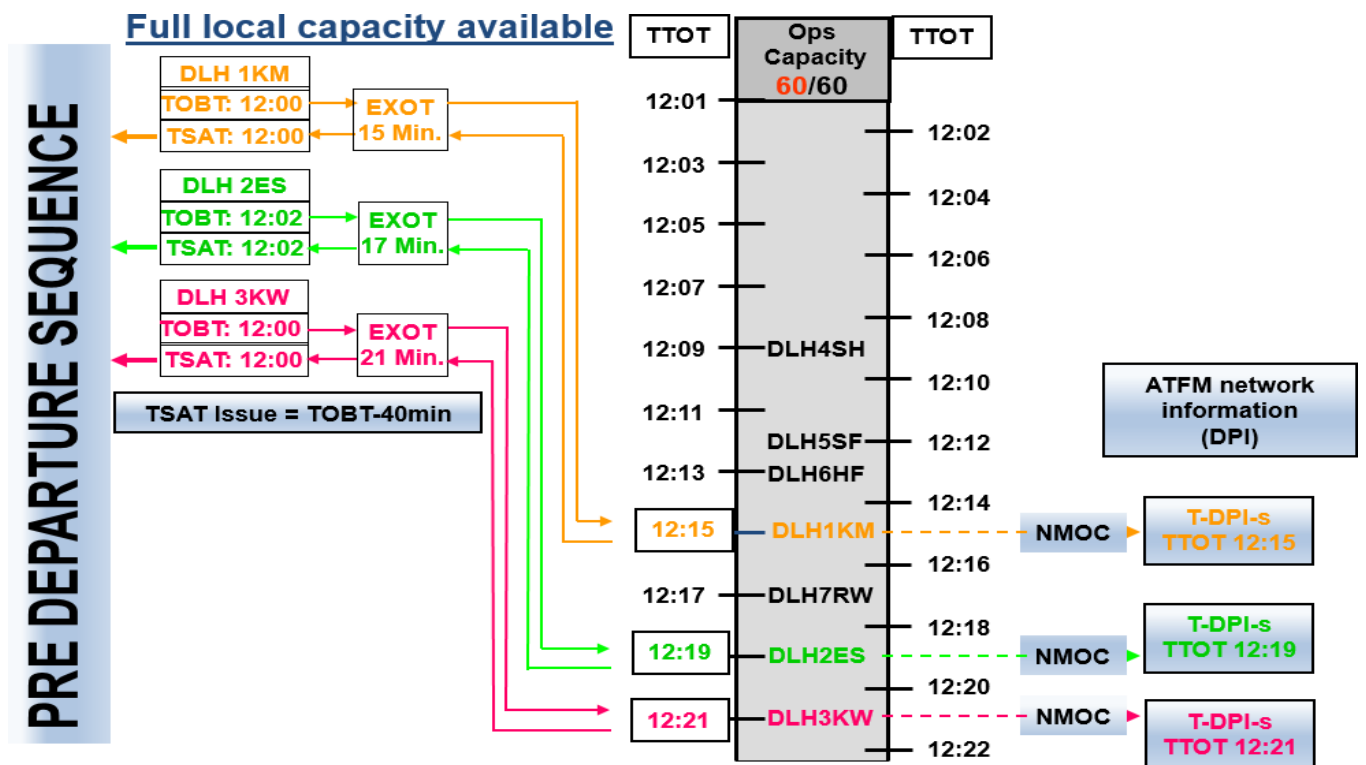 PRE DEPARTURE SEQUENCE
Full local capacity available
DLH 1KM
TOBT: 12:00
TSAT: 12:00
EXOT
15 Min.
DLH 2ES
TOBT: 12:02
TSAT: 12:02
EXOT
17 Min.
DLH 3KW
TOBT: 12:00
TSAT: 12:00
EXOT
21 Min.
TSAT Issue = TOBT-40min
TTOT
Ops
Capacity
60/60
TTOT
12:01
12:02
12:03
12:04
12:05
12:06
12:07
12:08
12:09
DLH4SH
12:10
12:11
DLH5SF
12:12
12:13
DLH6HF
12:14
12:15
DLH1KM
12:16
12:17
DLH7RW
12:18
12:19
DLH2ES
12:20
12:21
DLH3KW
12:22
ATFM network
information
(DPI)
NMOC
T-DPI-s
TTOT 12:15
NMOC
T-DPI-s
TTOT 12:19
NMOC
T-DPI-s
TTOT 12:21